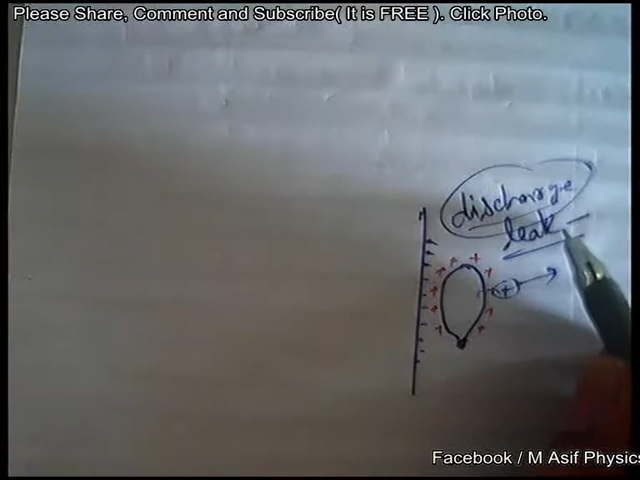 Please Share, Comment and Subscribe( It is FREE ). Click Photo.
discharge
leak
Facebook / M Asif Physics